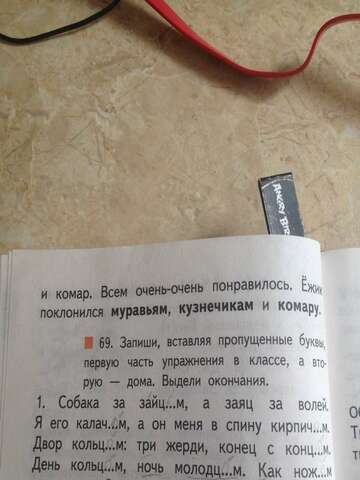 ANGRY BIR
и комар. Всем очень-очень понравилось. Ёжик
поклонился муравьям, кузнечикам и комару.
69. Запиши, вставляя пропущенные буквы,
первую часть упражнения в классе, а вто-
рую — дома. Выдели окончания.
1. Собака за зайц...м, а заяц за волей.
Я его калач...м, а он меня в спину кирпич...м.
Двор кольц...м: три жерди, конец с конц...м.
День кольц...м, ночь молодц...м. Как нож...м